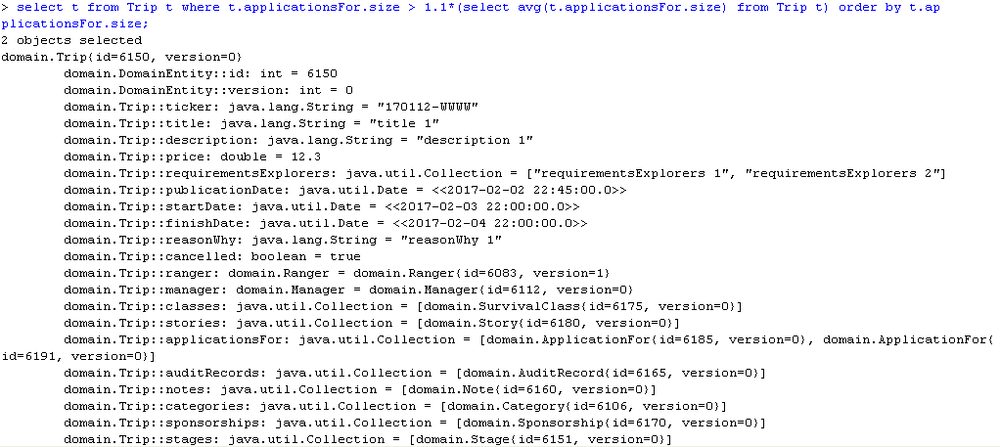 > select t from Trip t where t.applicationsFor.size > 1.1*(select avg(t.applicationsFor.size) from Trip t) order by t.ap
plicationsFor.size;
2 objects selected
domain.Trip{id=6150, version=0}
domain.DomainEntity::id: int = 6150
domain.DomainEntity::version: int = 0
domain.Trip::ticker: java.lang.String = "170112-WWWW"
domain.Trip::title: java.lang.String = "title 1"
domain.Trip::description: java.lang.String = "description 1"
domain.Trip::price: double = 12.3
domain.Trip::requirementsExplorers: java.util.Collection = ["requirementsExplorers 1", "requirementsExplorers 2"]
domain.Trip::publicationDate: java.util.Date = <<2017-02-02 22:45:00.0>>
domain.Trip::startDate: java.util.Date = <<2017-02-03 22:00:00.0>>
domain.Trip::finishDate: java.util.Date = <<2017-02-04 22:00:00.0>>
domain.Trip::reasonWhy: java.lang.String = "reasonWhy 1"
domain.Trip::cancelled: boolean = true
domain.Trip::ranger: domain.Ranger = domain.Ranger{id=6083, version=1}
domain.Trip::manager: domain.Manager = domain.Manager{id=6112, version=0}
domain.Trip::classes: java.util.Collection = [domain.SurvivalClass{id=6175, version=0}]
domain.Trip::stories: java.util.Collection = [domain.Story{id=6180, version=0}]
domain.Trip::applicationsFor: java.util.Collection = [domain.ApplicationFor{id=6185, version=0}, domain.ApplicationFor{
id=6191, version=0}]
domain.Trip::auditRecords: java.util.Collection = [domain.AuditRecord{id=6165, version=0}]
domain.Trip::notes: java.util.Collection = [domain.Note{id=6160, version=0}]
domain.Trip::categories: java.util.Collection = [domain.Category{id=6106, version=0}]
domain.Trip::sponsorships: java.util.Collection = [domain.Sponsorship{id=6170, version=0}]
domain.Trip::stages: java.util.Collection = [domain.Stage{id=6151, version=0}]